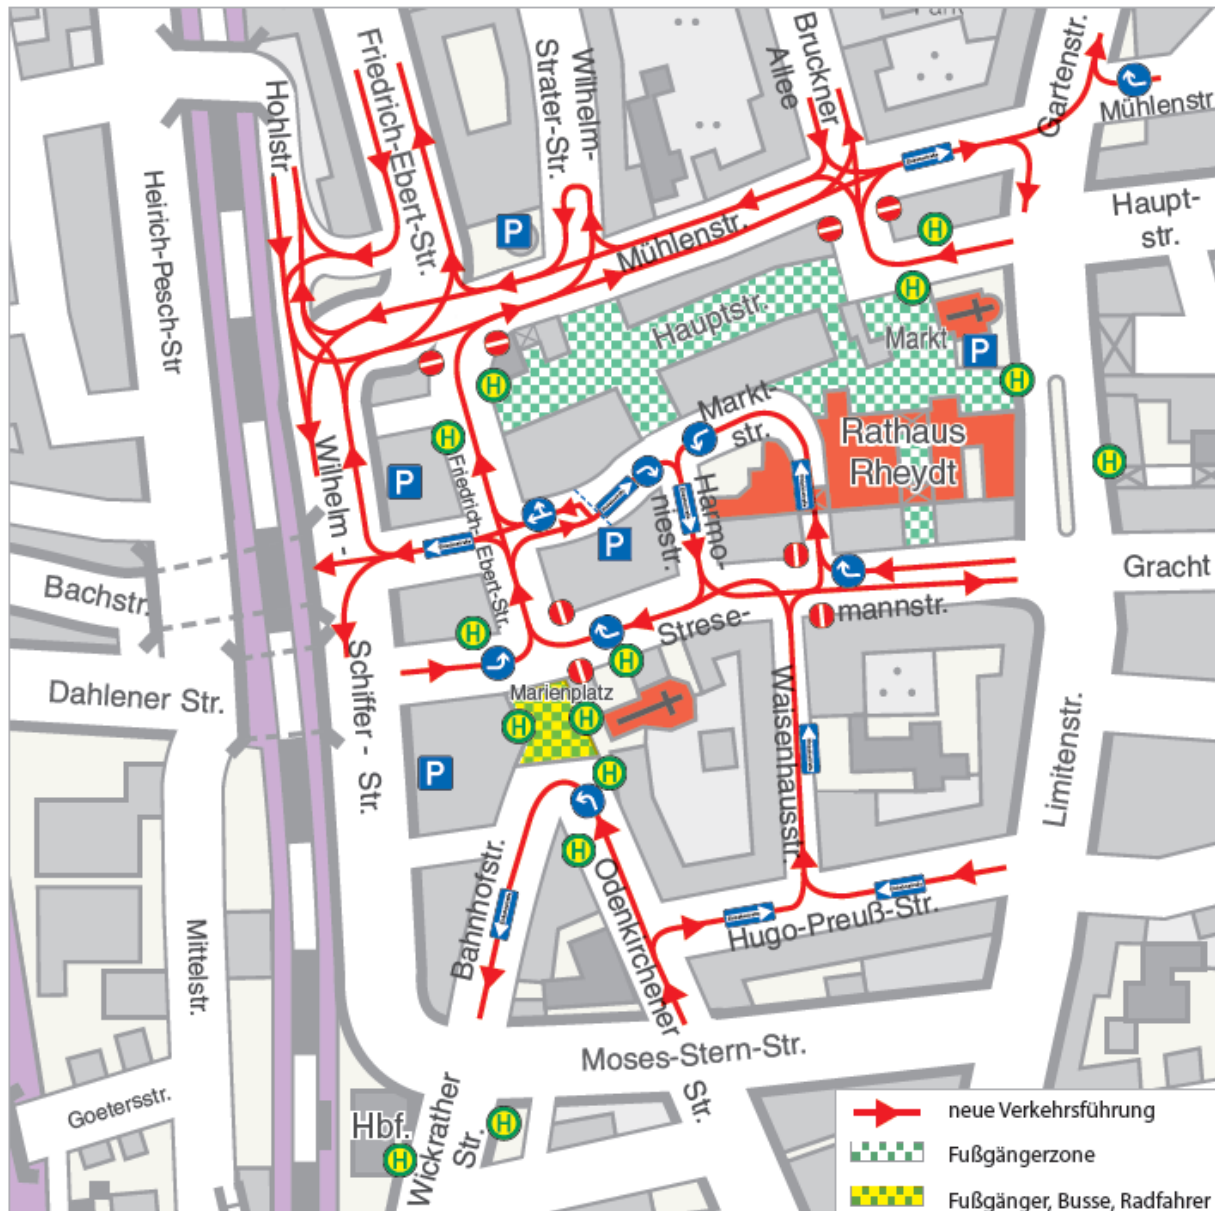 Park
Friedrich-Ebert-Str.
Wilhelm-
Strater-Str.
Bruckner
Allee
Gartenstr.
Mühlenstr.
Hohlstr.
Heirich-Pesch-Str
Haupt-
str.
Mühlenstr.
P
H
H
Hauptstr.
Markt
P
H
H
H
Markt-
str.
Rathaus
Rheydt
H
H
P
Wilhelm -
Friedrich-
Ebert-Str.
P
Harmo-
niestr.
Gracht
Bachstr.
Strese-
mannstr.
H
H
Schiffer -
Str.
Dahlener Str.
Marienplatz
H
H
H
P
Waisenhausstr.
Limitenstr.
H
Bahnhofstr.
Odenkirchener
Str.
Hugo-Preuß-Str.
Mittelstr.
Moses-Stern-Str.
Goetersstr.
Hbf.
H
Wickrather
Str.
H
neue Verkehrsführung
Fußgängerzone
Fußgänger, Busse, Radfahrer